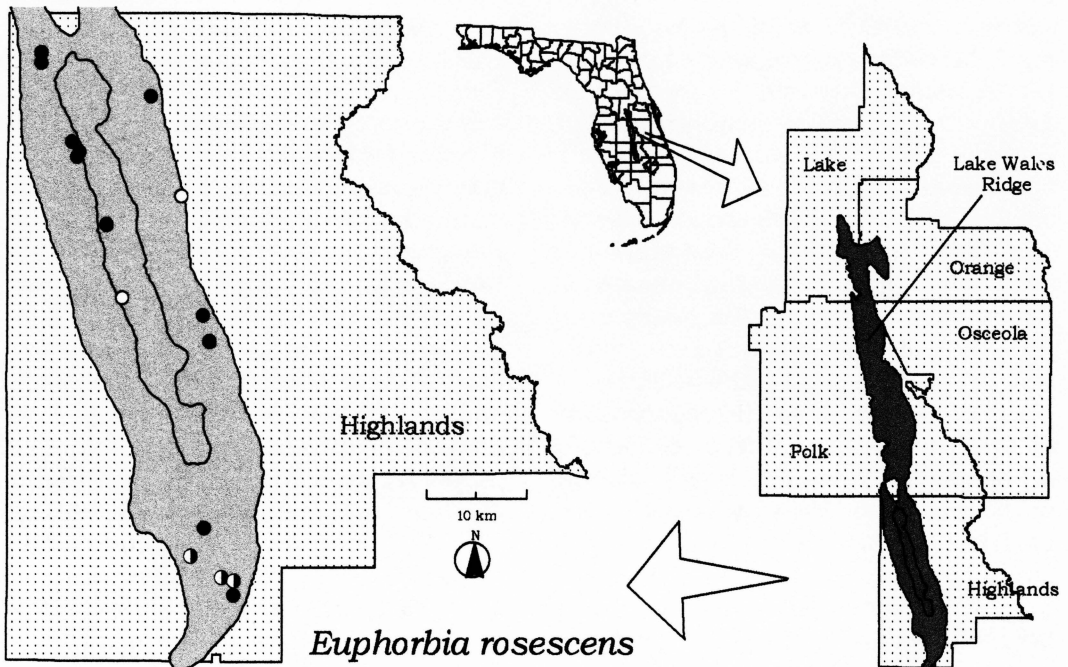 Highlands
10 km
N
Euphorbia rosescens
Lake
Lake Wales
Ridge
Orange
Osceola
Polk
Highlands